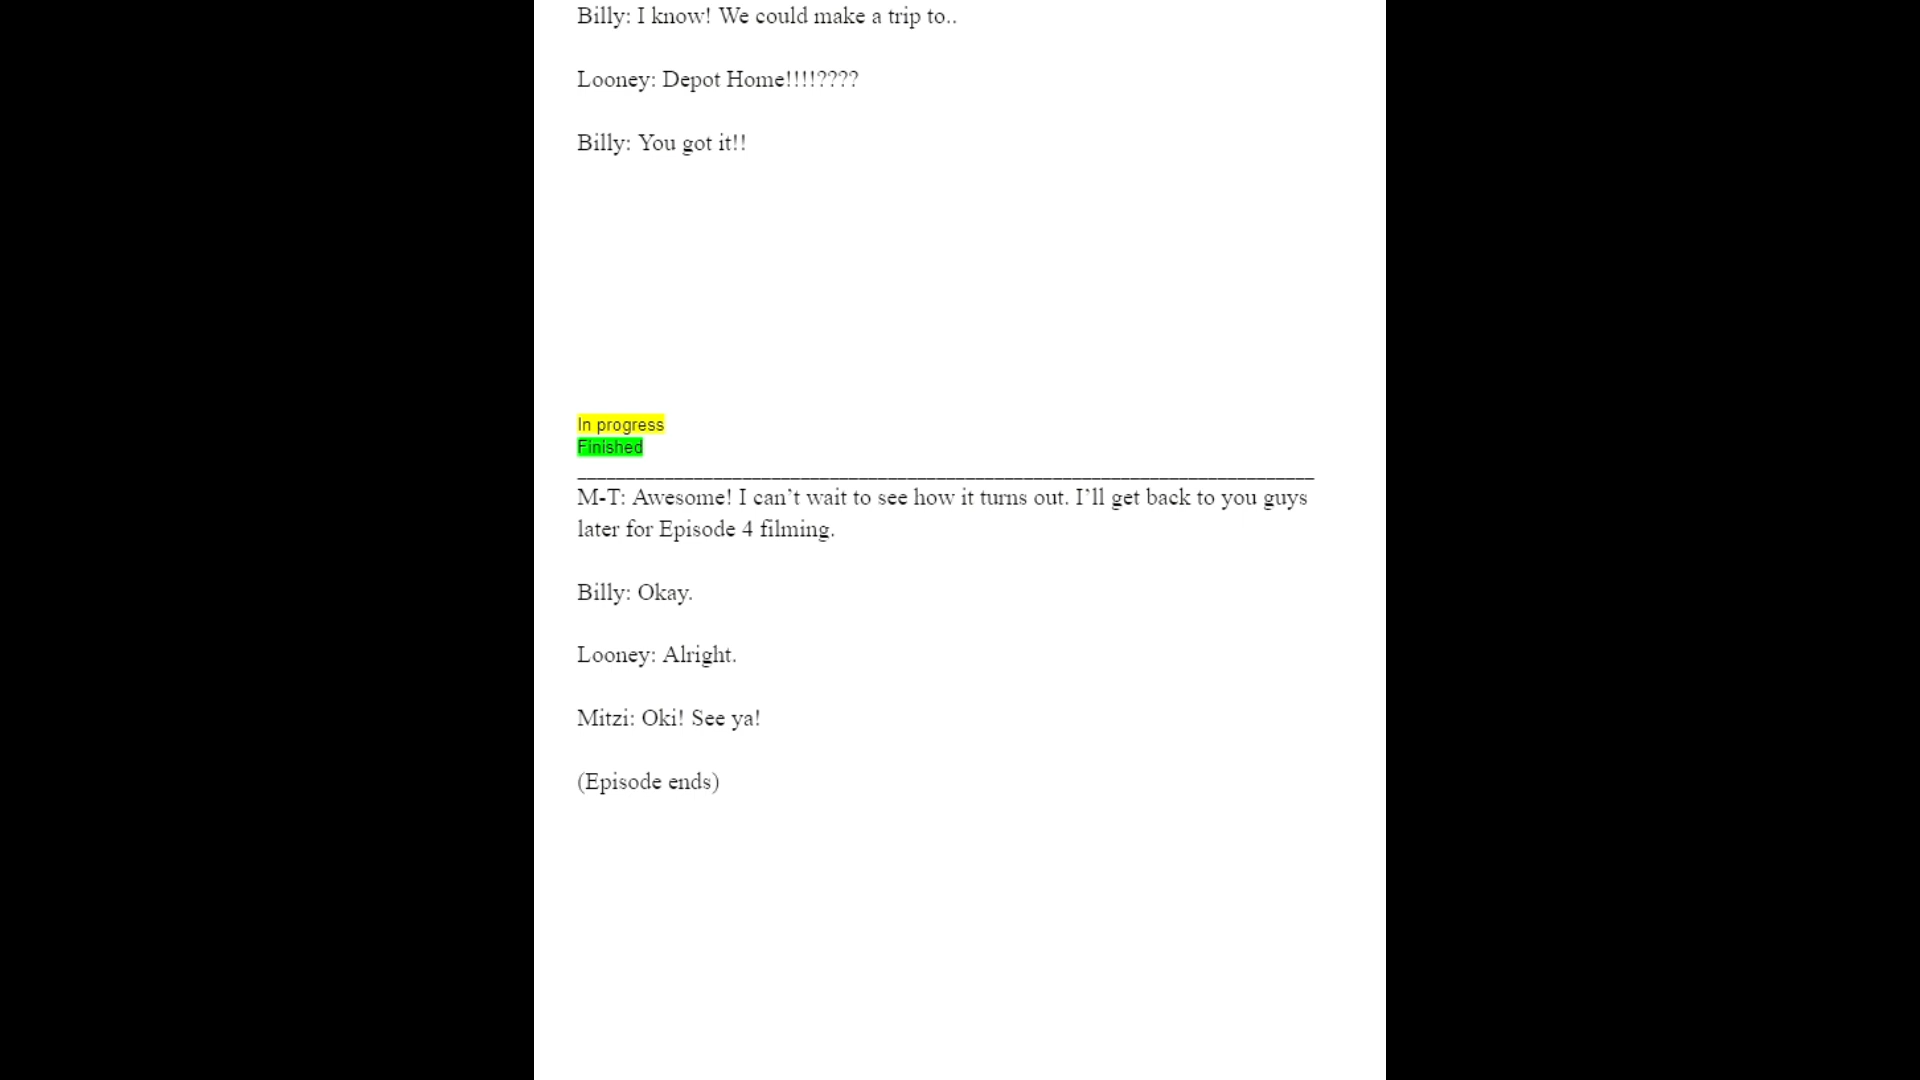 Billy: I know! We could make a trip to..
Looney: Depot Home!!!!????
Billy: You got it!!
In progress
Finished
M-T: Awesome! I can’t wait to see how it turns out. I’ll get back to you guys
later for Episode 4 filming.
Billy: Okay.
Looney: Alright.
Mitzi: Oki! See ya!
(Episode ends)